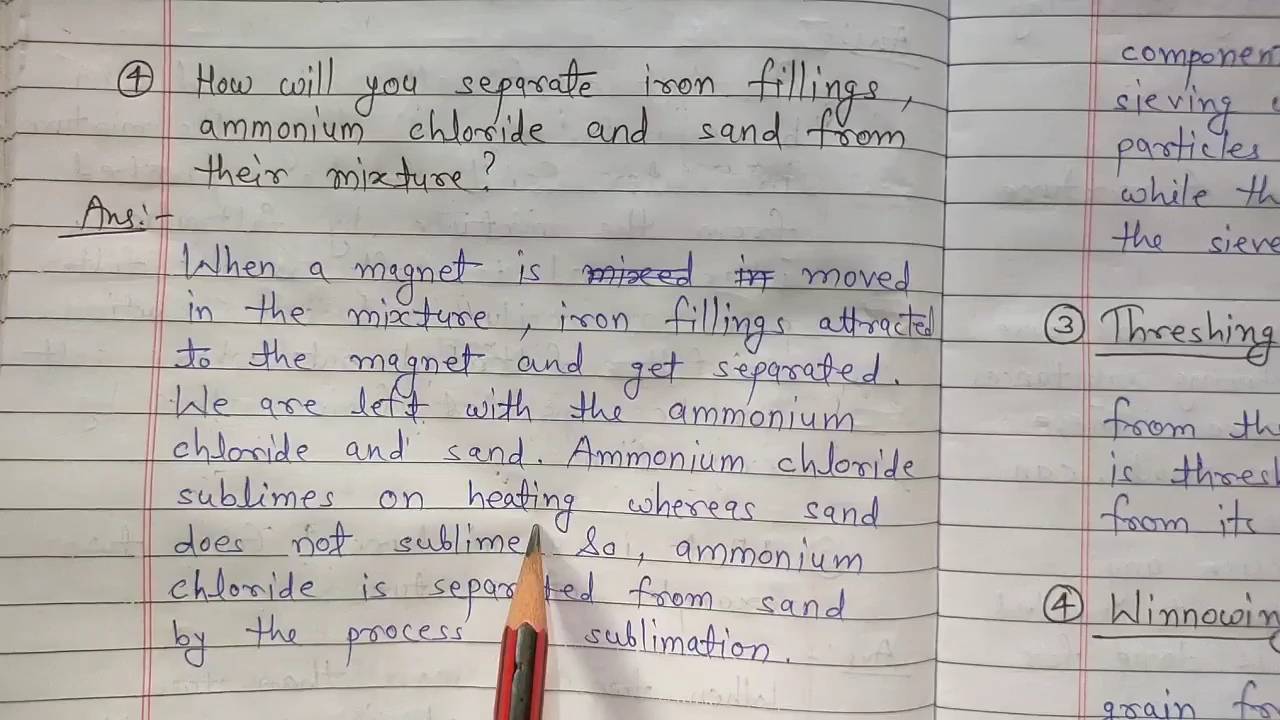 ④ How will you separate iron fillings,
ammonium chloride and sand from
their mixture?
Ans:-
When a magnet is mixed in moved
in the mixture, iron fillings attracted
to the magnet and get separated.
We are left with the ammonium
chloride and sand. Ammonium chloride
sublimes on heating whereas sand
does not sublime. So, ammonium
chloride is separated from sand
by the process sublimation.
componen
sieving
particles
while th
the sieve
③ Threshing
from th
is thresh
from its
④ Winnowin
grain fr